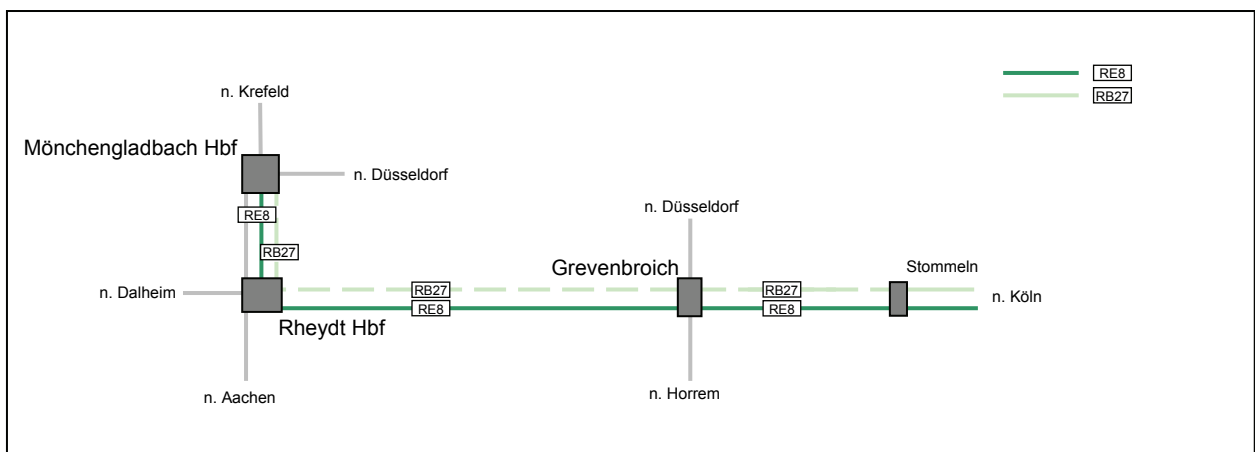 RE8
n. Krefeld
RB27
Mönchengladbach Hbf
n. Düsseldorf
RE8
n. Düsseldorf
RB27
Grevenbroich
Stommeln
n. Dalheim
RB27
RB27
n. Köln
RE8
RE8
Rheydt Hbf
n. Aachen
n. Horrem